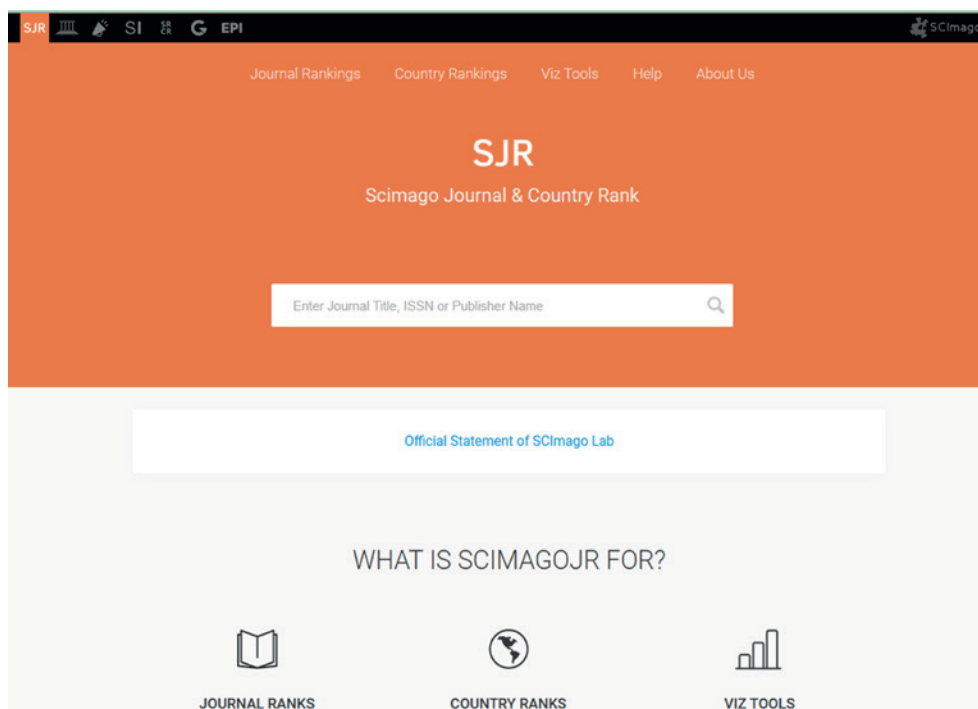 SJR SI SR CR G EPI SCImago
Journal Rankings Country Rankings Viz Tools Help About Us
SJR
Scimago Journal & Country Rank
Enter Journal Title, ISSN or Publisher Name
Official Statement of SCImago Lab
WHAT IS SCIMAGOJR FOR?
JOURNAL RANKS COUNTRY RANKS VIZ TOOLS